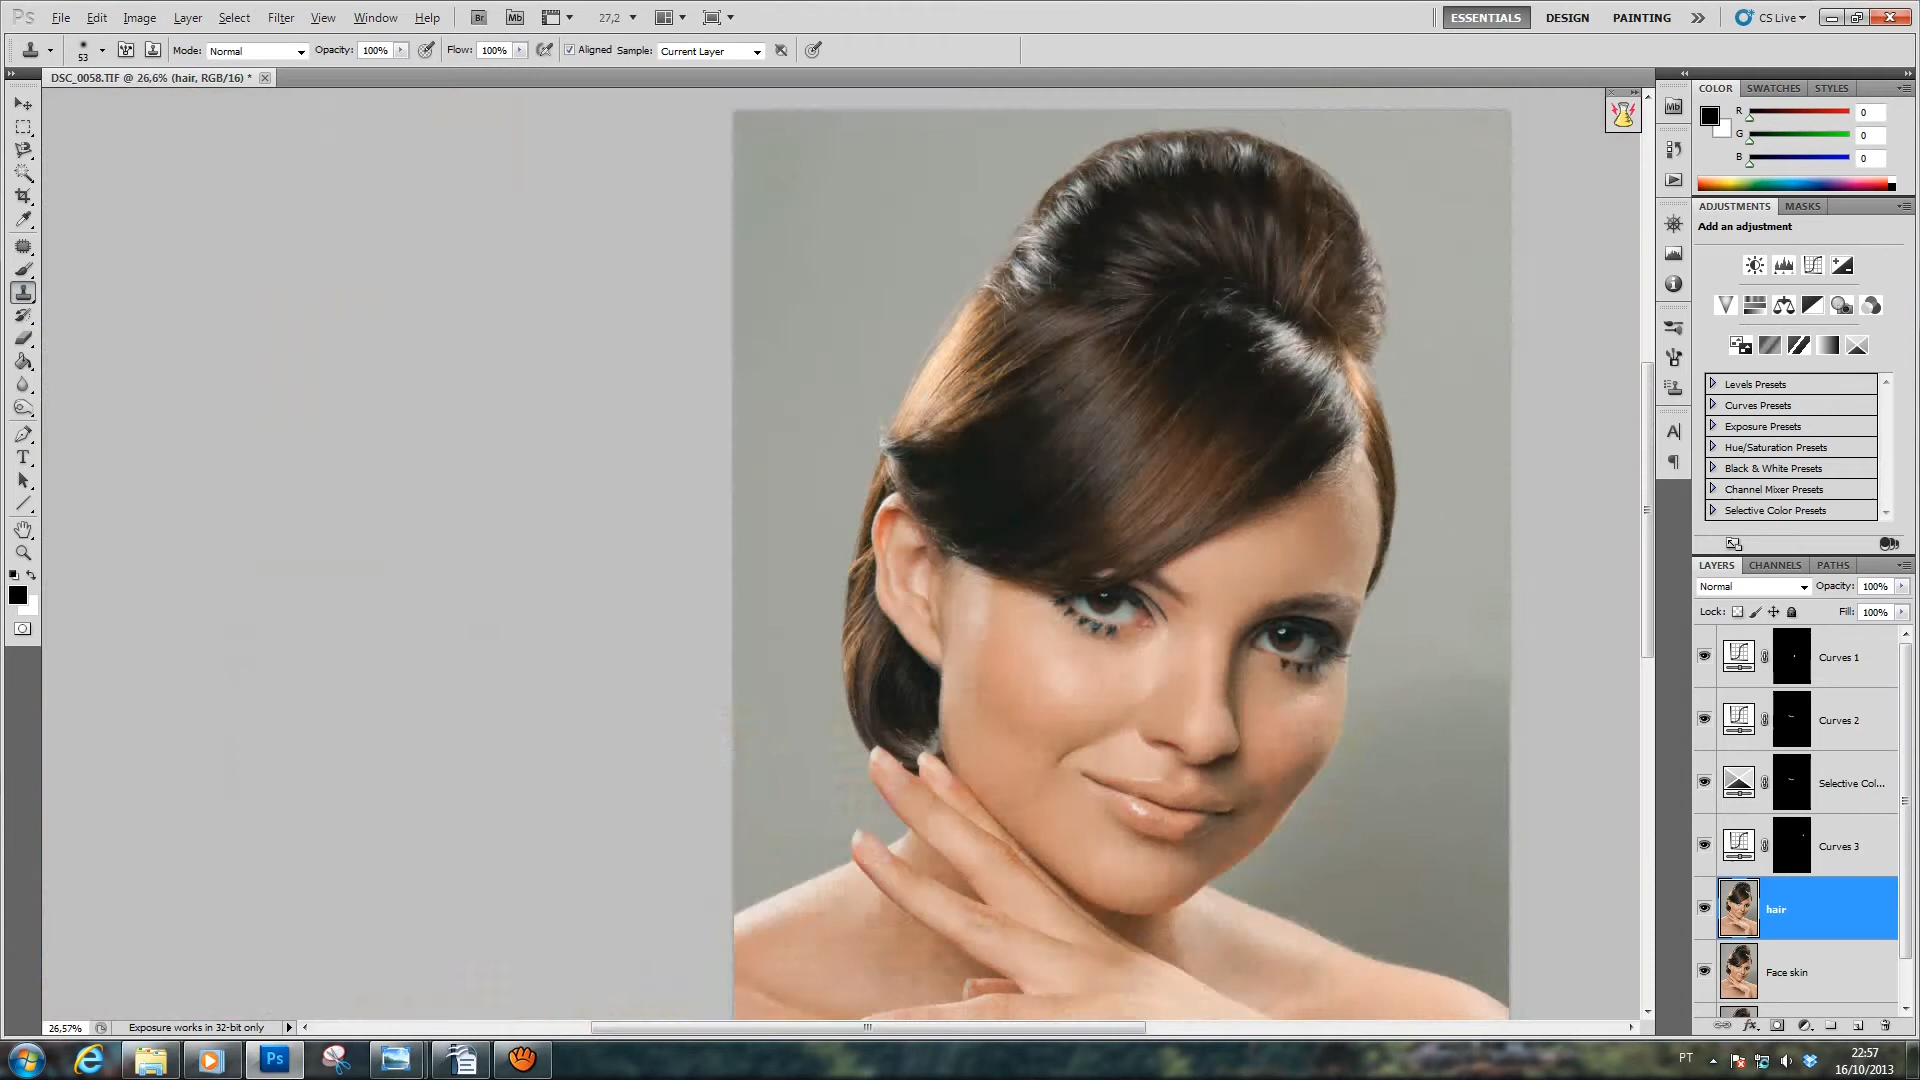 Ps File Edit Image Layer Select Filter View Window Help Br Mb 27,2 ESSENTIALS DESIGN PAINTING CS Live
53 Mode: Normal Opacity: 100% Flow: 100% Aligned Sample: Current Layer
DSC_0058.TIF @ 26,6% (hair, RGB/16) *
COLOR SWATCHES STYLES
R 0
G 0
B 0
Mb
ADJUSTMENTS MASKS
Add an adjustment
Levels Presets
Curves Presets
Exposure Presets
Hue/Saturation Presets
Black & White Presets
Channel Mixer Presets
Selective Color Presets
LAYERS CHANNELS PATHS
Normal Opacity: 100%
Lock: Fill: 100%
Curves 1
Curves 2
Selective Col...
Curves 3
hair
Face skin
26,57% Exposure works in 32-bit only
Ps PT 22:57
16/10/2013